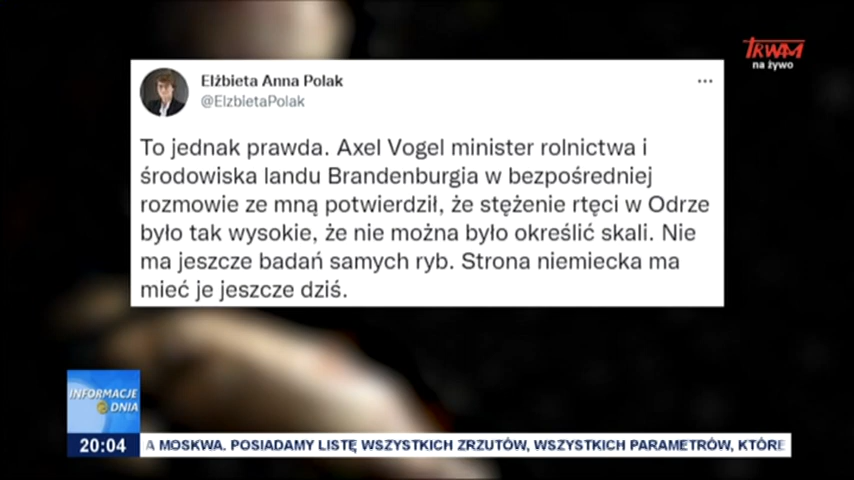 TRWAM
na żywo
Elżbieta Anna Polak
@ElzbietaPolak
To jednak prawda. Axel Vogel minister rolnictwa i
środowiska landu Brandenburgia w bezpośredniej
rozmowie ze mną potwierdził, że stężenie rtęci w Odrze
było tak wysokie, że nie można było określić skali. Nie
ma jeszcze badań samych ryb. Strona niemiecka ma
mieć je jeszcze dziś.
INFORMACJE
DNIA
20:04
A MOSKWA. POSIADAMY LISTĘ WSZYSTKICH ZRZUTÓW, WSZYSTKICH PARAMETRÓW, KTÓRE